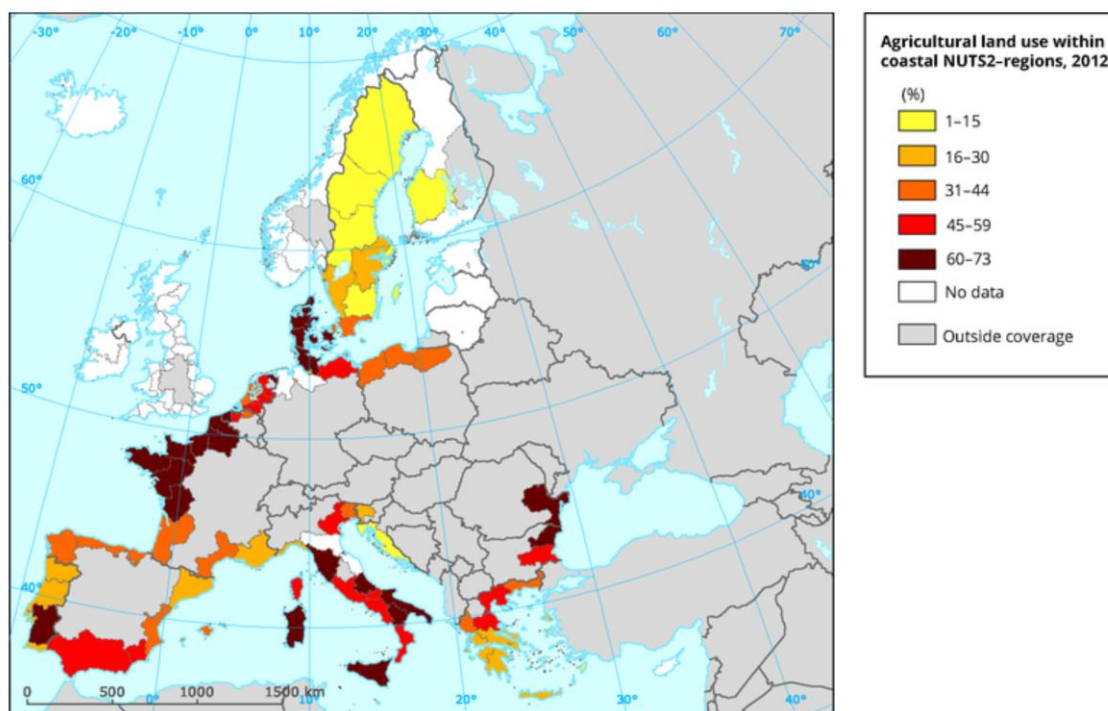 -30° -20° -10° 0° 10° 20° 30° 40° 50° 60° 70°
60°
50°
50°
40°
40°
0 500 1000 1500 km
0° 10° 20° 30° 40°
Agricultural land use within
coastal NUTS2–regions, 2012
(%)
1–15
16–30
31–44
45–59
60–73
No data
Outside coverage